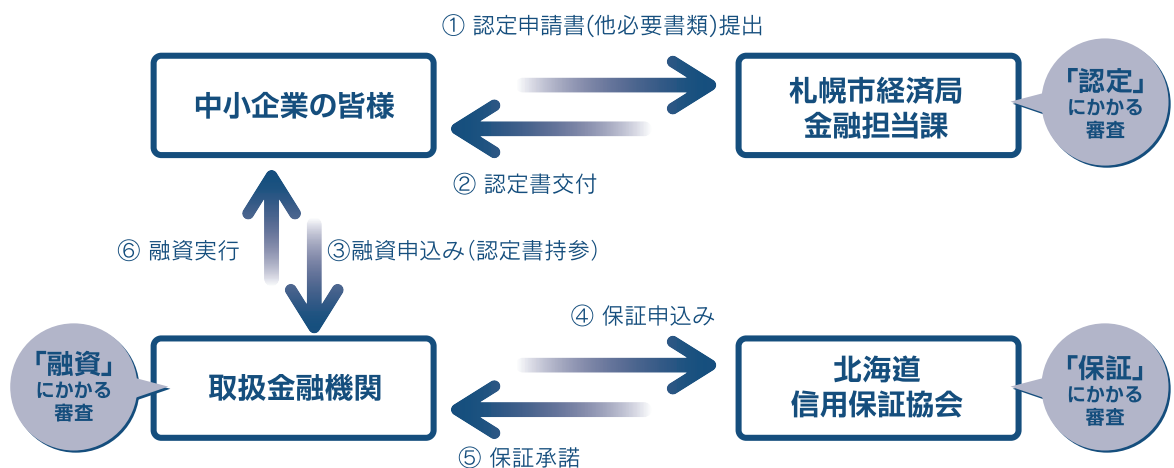 ① 認定申請書(他必要書類)提出
中小企業の皆様
札幌市経済局
金融担当課
「認定」
にかかる
審査
② 認定書交付
⑥ 融資実行
③融資申込み(認定書持参)
④ 保証申込み
「融資」
にかかる
審査
取扱金融機関
北海道
信用保証協会
「保証」
にかかる
審査
⑤ 保証承諾